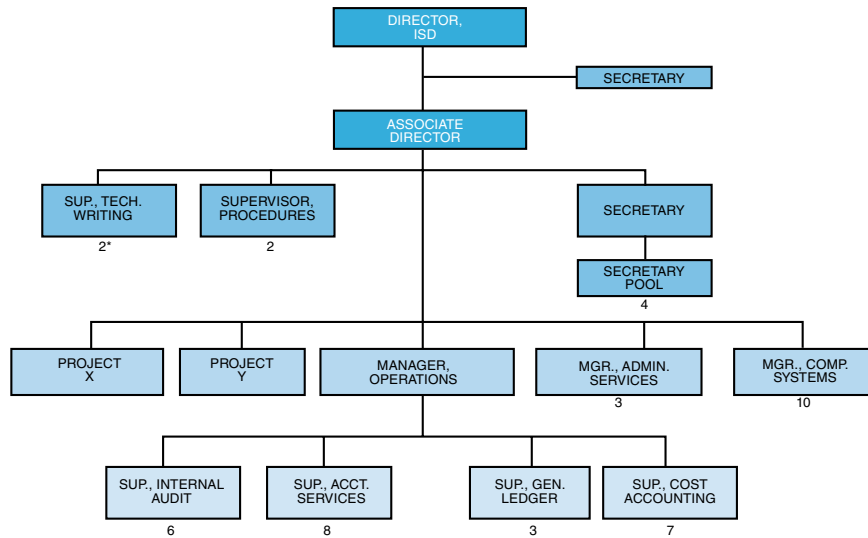 DIRECTOR,
ISD
SECRETARY
ASSOCIATE
DIRECTOR
SUP., TECH.
WRITING
2*
SUPERVISOR,
PROCEDURES
2
SECRETARY
SECRETARY
POOL
4
PROJECT
X
PROJECT
Y
MANAGER,
OPERATIONS
MGR., ADMIN.
SERVICES
3
MGR., COMP.
SYSTEMS
10
SUP., INTERNAL
AUDIT
6
SUP., ACCT.
SERVICES
8
SUP., GEN.
LEDGER
3
SUP., COST
ACCOUNTING
7